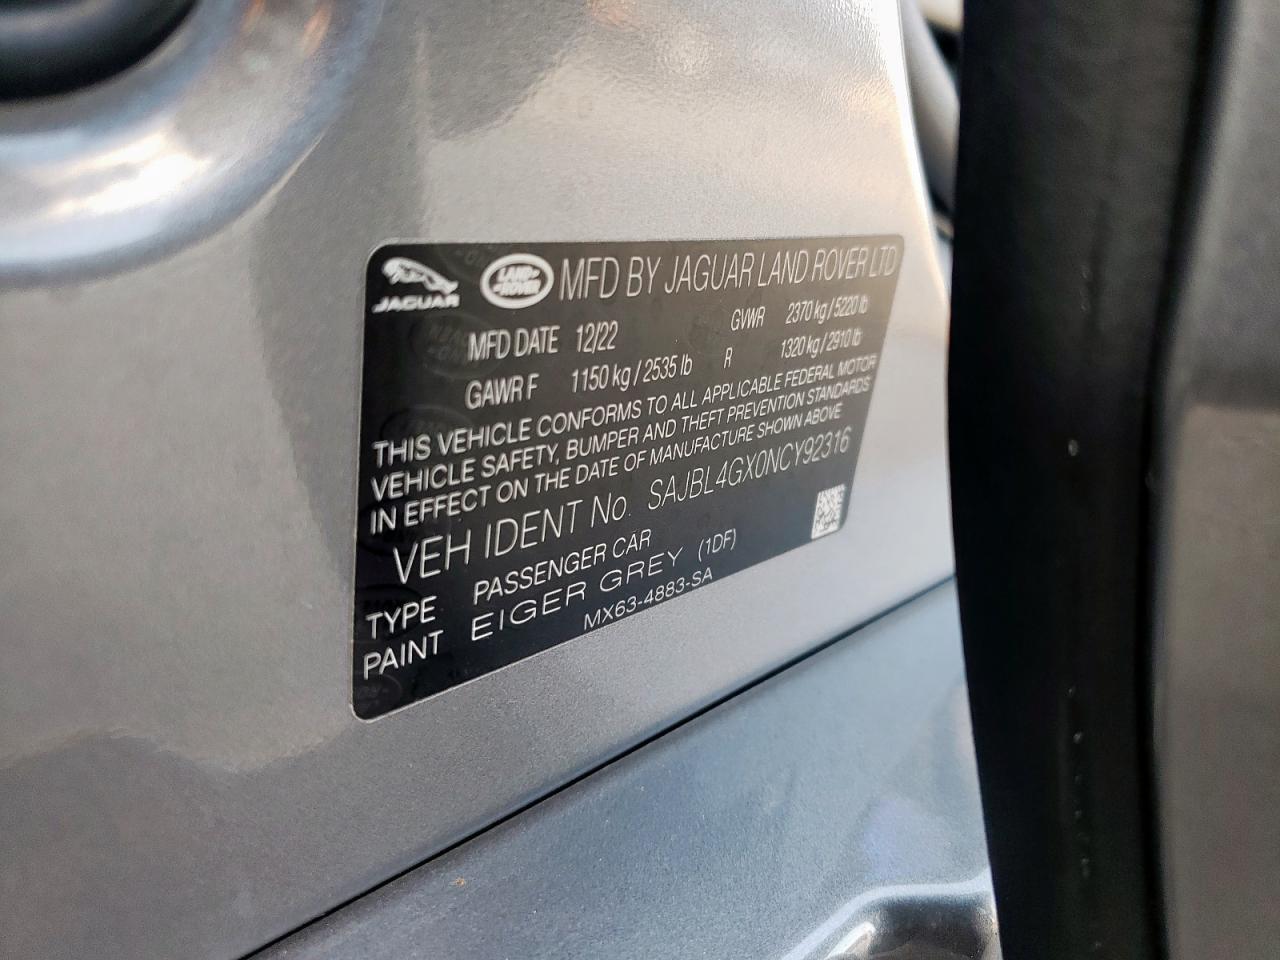 JAGUAR LAND ROVER MFD BY JAGUAR LAND ROVER LTD
MFD DATE 12/22 GVWR 2370 kg / 5220 lb
GAWR F 1150 kg / 2535 lb R 1320 kg / 2910 lb
THIS VEHICLE CONFORMS TO ALL APPLICABLE FEDERAL MOTOR
VEHICLE SAFETY, BUMPER AND THEFT PREVENTION STANDARDS
IN EFFECT ON THE DATE OF MANUFACTURE SHOWN ABOVE
VEH IDENT No. SAJBL4GX0NCY92316
TYPE PASSENGER CAR
PAINT EIGER GREY (1DF)
MX63-4883-SA